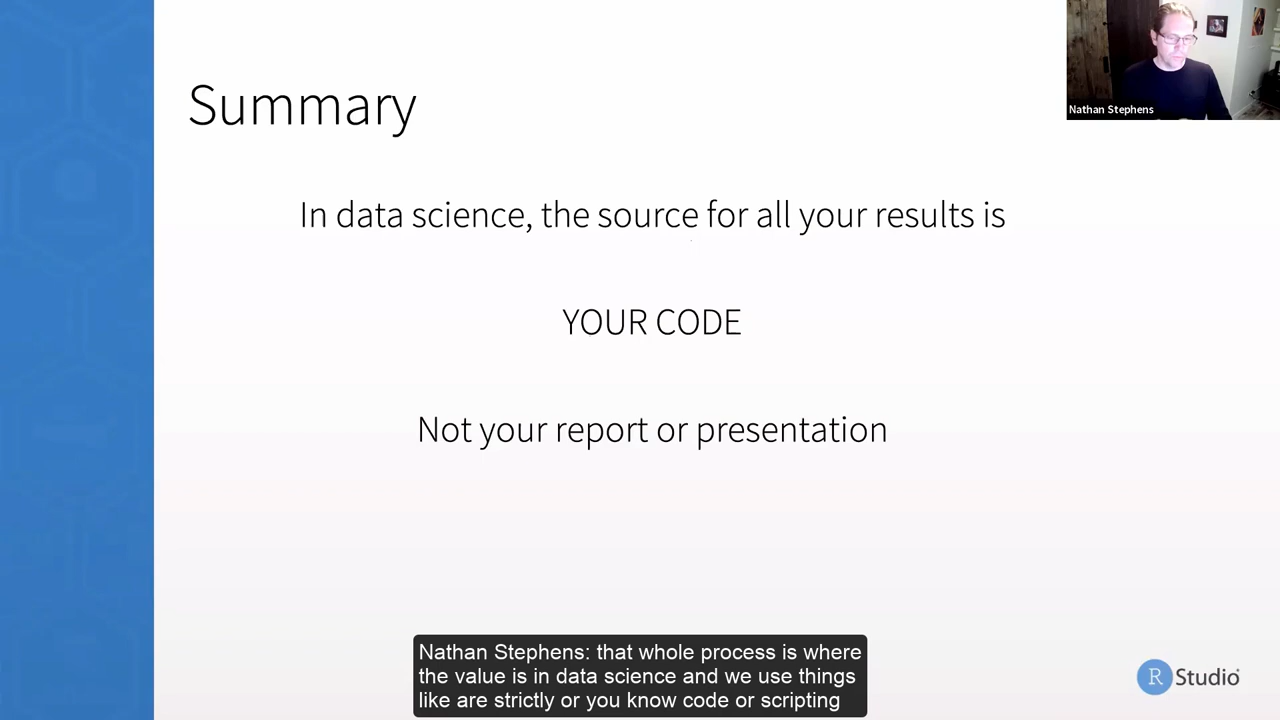 Summary
Nathan Stephens
In data science, the source for all your results is
YOUR CODE
Not your report or presentation
Nathan Stephens: that whole process is where
the value is in data science and we use things
like are strictly or you know code or scripting
R Studio